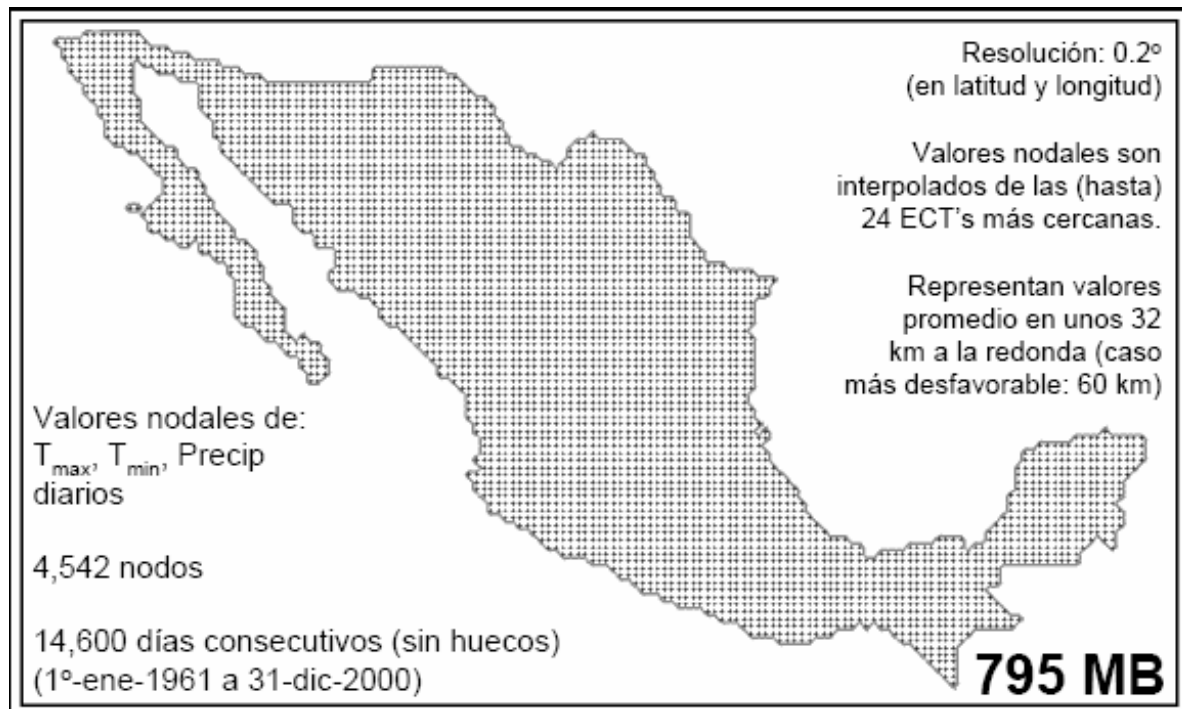 Resolución: 0.2º
(en latitud y longitud)
Valores nodales son
interpolados de las (hasta)
24 ECT's más cercanas.
Representan valores
promedio en unos 32
km a la redonda (caso
más desfavorable: 60 km)
Valores nodales de:
Tmax, Tmin, Precip
diarios
4,542 nodos
14,600 días consecutivos (sin huecos)
(1º-ene-1961 a 31-dic-2000)
795 MB